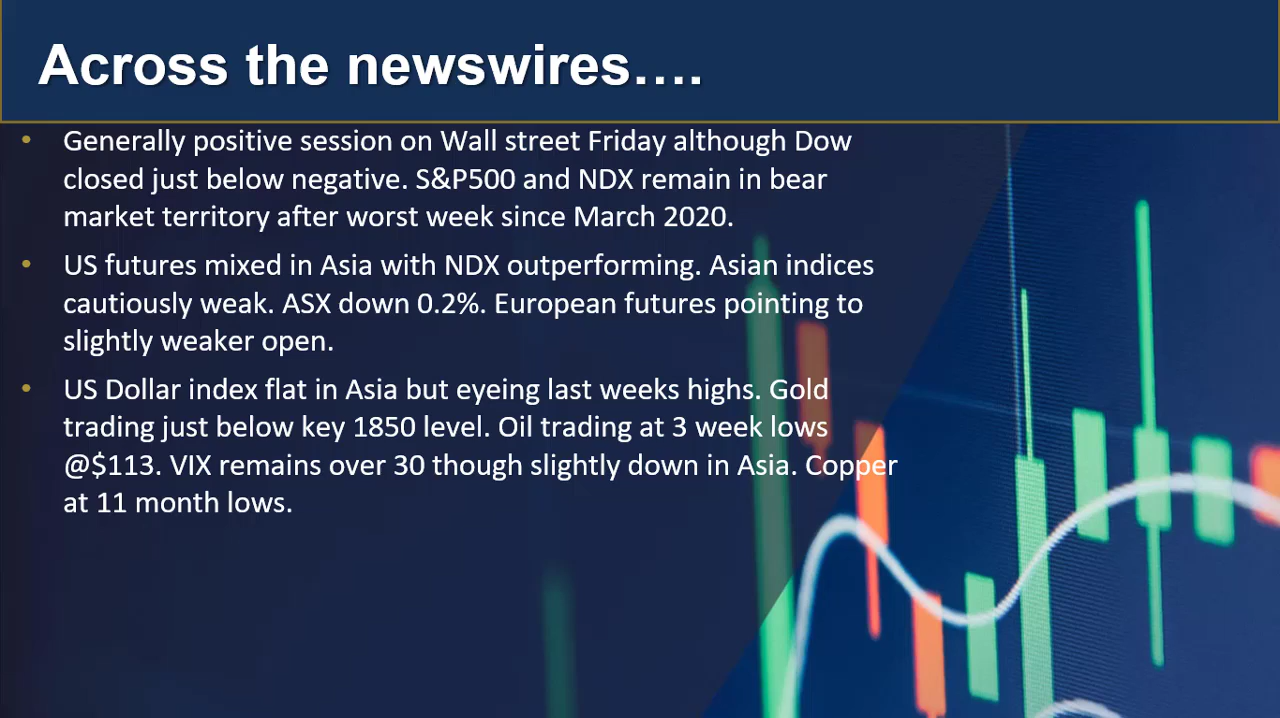 Across the newswires….
• Generally positive session on Wall street Friday although Dow
closed just below negative. S&P500 and NDX remain in bear
market territory after worst week since March 2020.
• US futures mixed in Asia with NDX outperforming. Asian indices
cautiously weak. ASX down 0.2%. European futures pointing to
slightly weaker open.
• US Dollar index flat in Asia but eyeing last weeks highs. Gold
trading just below key 1850 level. Oil trading at 3 week lows
@$113. VIX remains over 30 though slightly down in Asia. Copper
at 11 month lows.